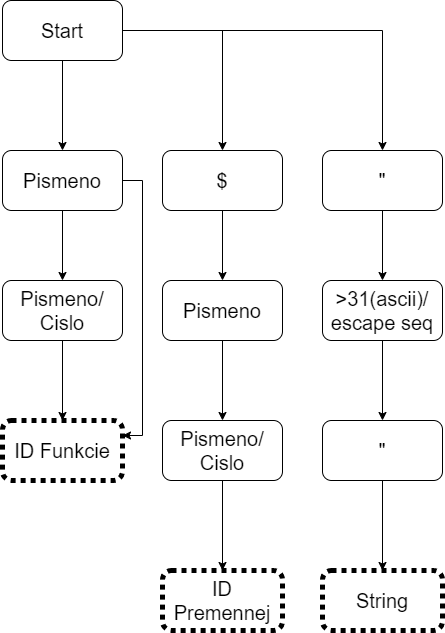 Start
Pismeno
$
"
Pismeno/
Cislo
Pismeno
>31(ascii)/
escape seq
ID Funkcie
Pismeno/
Cislo
"
ID
Premennej
String